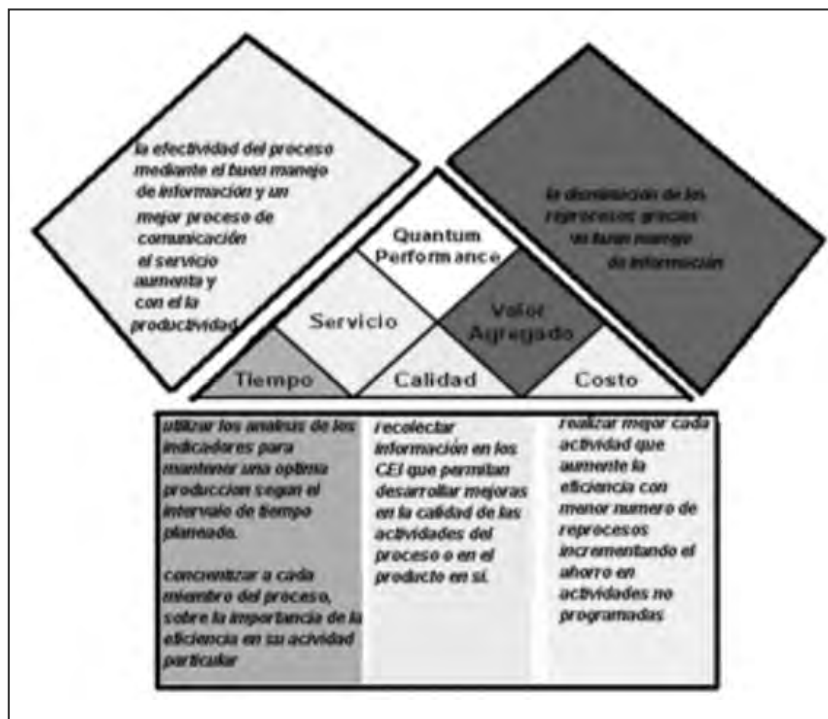 la efectividad del proceso
mediante el buen manejo
de información y un
mejor proceso de
comunicación
el servicio
aumenta y
con el la
productividad
la disminución de los
reprocesos gracias
un buen manejo
de información
Quantum
Performance
Servicio
Valor
Agregado
Tiempo
Calidad
Costo
utilizar los analisis de los
indicadores para
mantener una optima
produccion segun el
intervalo de tiempo
planeado.
concientizar a cada
miembro del proceso,
sobre la importancia de la
eficiencia en su acividad
particular
recolectar
información en los
CEI que permitan
desarrollar mejoras
en la calidad de las
actividades del
proceso o en el
producto en sí.
realizar mejor cada
actividad que
aumente la
eficiencia con
menor numero de
reprocesos
incrementando el
ahorro en
actividades no
programadas